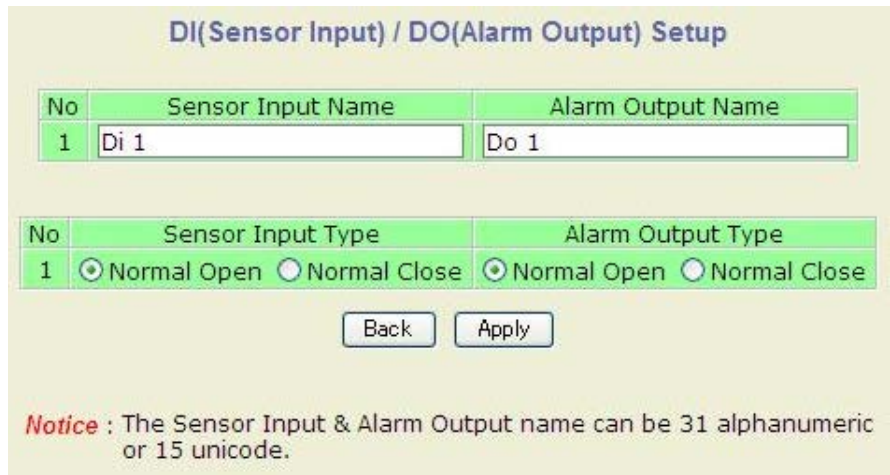 DI(Sensor Input) / DO(Alarm Output) Setup
No Sensor Input Name Alarm Output Name
1 Di 1 Do 1
No Sensor Input Type Alarm Output Type
1 Normal Open Normal Close Normal Open Normal Close
Back Apply
Notice : The Sensor Input & Alarm Output name can be 31 alphanumeric
or 15 unicode.